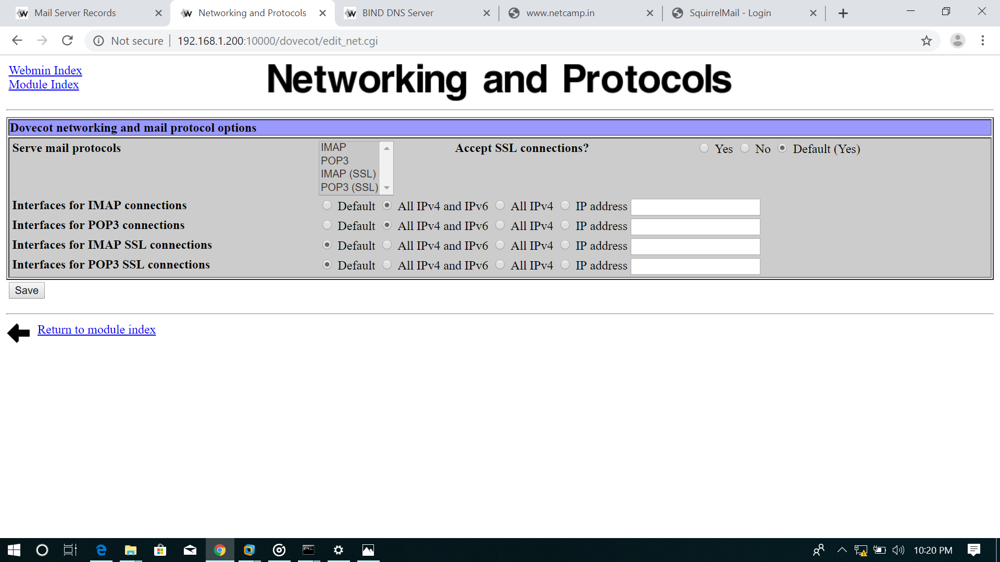 Mail Server Records
Networking and Protocols
BIND DNS Server
www.netcamp.in
SquirrelMail - Login
Not secure
192.168.1.200:10000/dovecot/edit_net.cgi
Webmin Index
Module Index
Networking and Protocols
Dovecot networking and mail protocol options
Serve mail protocols
IMAP
POP3
IMAP (SSL)
POP3 (SSL)
Accept SSL connections? Yes No Default (Yes)
Interfaces for IMAP connections Default All IPv4 and IPv6 All IPv4 IP address
Interfaces for POP3 connections Default All IPv4 and IPv6 All IPv4 IP address
Interfaces for IMAP SSL connections Default All IPv4 and IPv6 All IPv4 IP address
Interfaces for POP3 SSL connections Default All IPv4 and IPv6 All IPv4 IP address
Save
Return to module index
10:20 PM